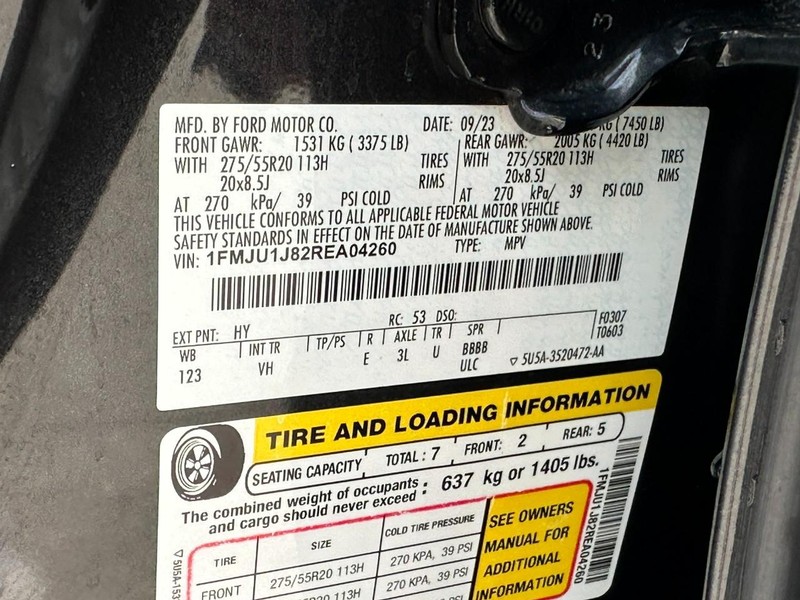 23
MFD. BY FORD MOTOR CO. DATE: 09/23 KG ( 7450 LB)
FRONT GAWR: 1531 KG ( 3375 LB) REAR GAWR: 2005 KG ( 4420 LB)
WITH 275/55R20 113H TIRES WITH 275/55R20 113H TIRES
20x8.5J RIMS 20x8.5J RIMS
AT 270 kPa/ 39 PSI COLD AT 270 kPa/ 39 PSI COLD
THIS VEHICLE CONFORMS TO ALL APPLICABLE FEDERAL MOTOR VEHICLE
SAFETY STANDARDS IN EFFECT ON THE DATE OF MANUFACTURE SHOWN ABOVE.
VIN: 1FMJU1J82REA04260 TYPE: MPV
EXT PNT: HY RC: 53 DSO: F0307
WB INT TR TP/PS R AXLE TR SPR T0603
123 VH E 3L U BBBB
ULC ▽ 5U5A-3520472-AA
TIRE AND LOADING INFORMATION
SEATING CAPACITY TOTAL : 7 FRONT: 2 REAR: 5
The combined weight of occupants
and cargo should never exceed : 637 kg or 1405 lbs.
TIRE SIZE COLD TIRE PRESSURE
FRONT 275/55R20 113H 270 KPA, 39 PSI
270 KPA, 39 PSI
SEE OWNERS
MANUAL FOR
ADDITIONAL
INFORMATION
1FMJU1J82REA04260